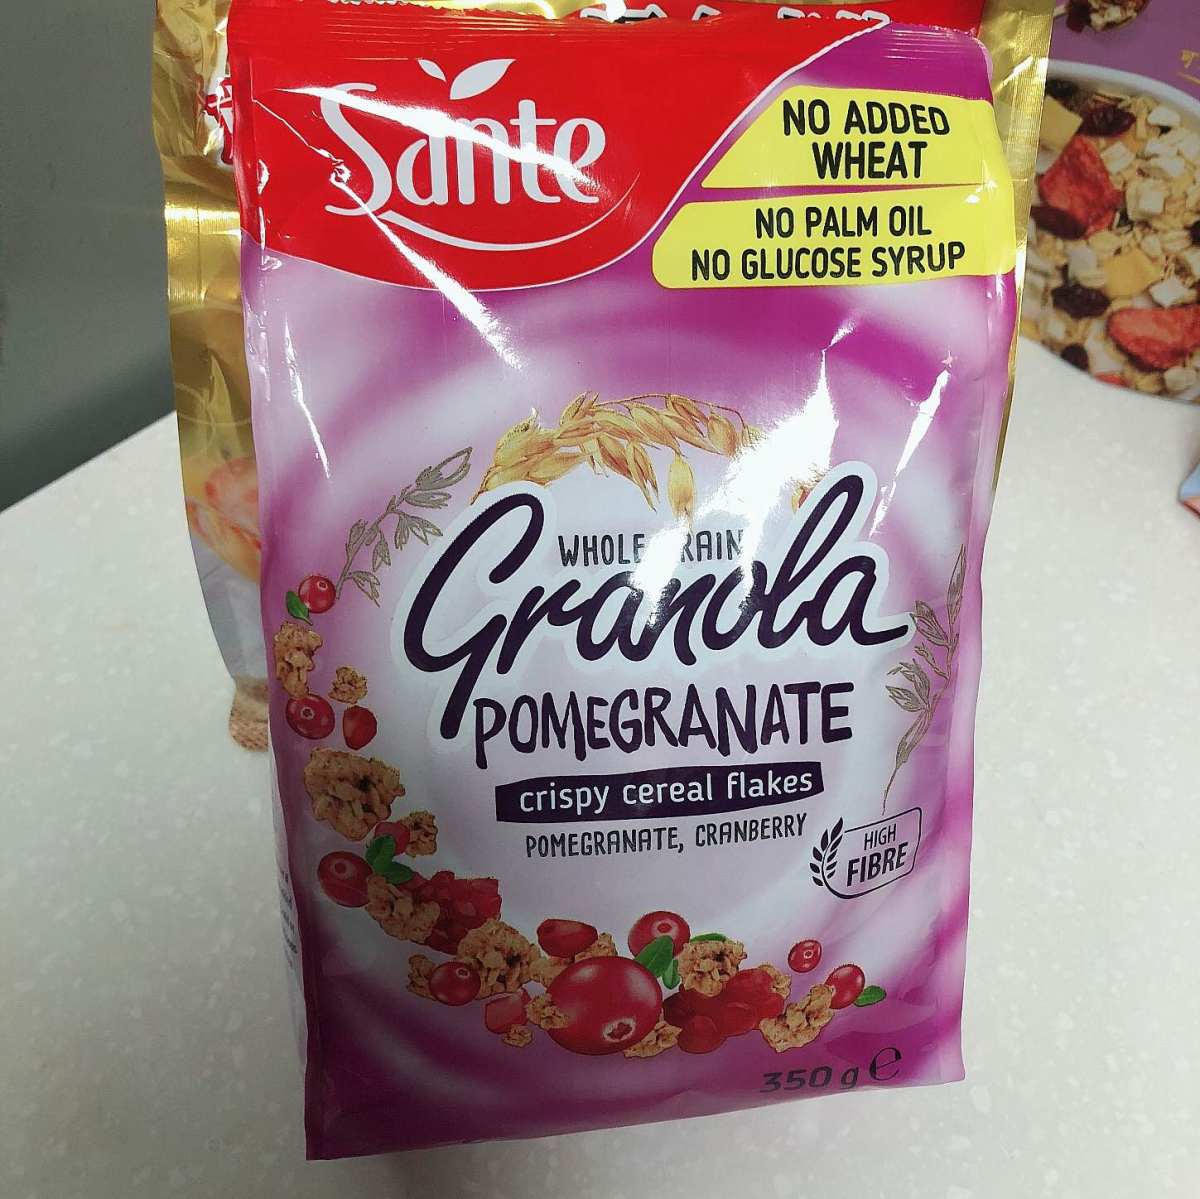 Sante
NO ADDED
WHEAT
NO PALM OIL
NO GLUCOSE SYRUP
WHOLE GRAIN
Granola
POMEGRANATE
crispy cereal flakes
POMEGRANATE, CRANBERRY
HIGH
FIBRE
350 g e